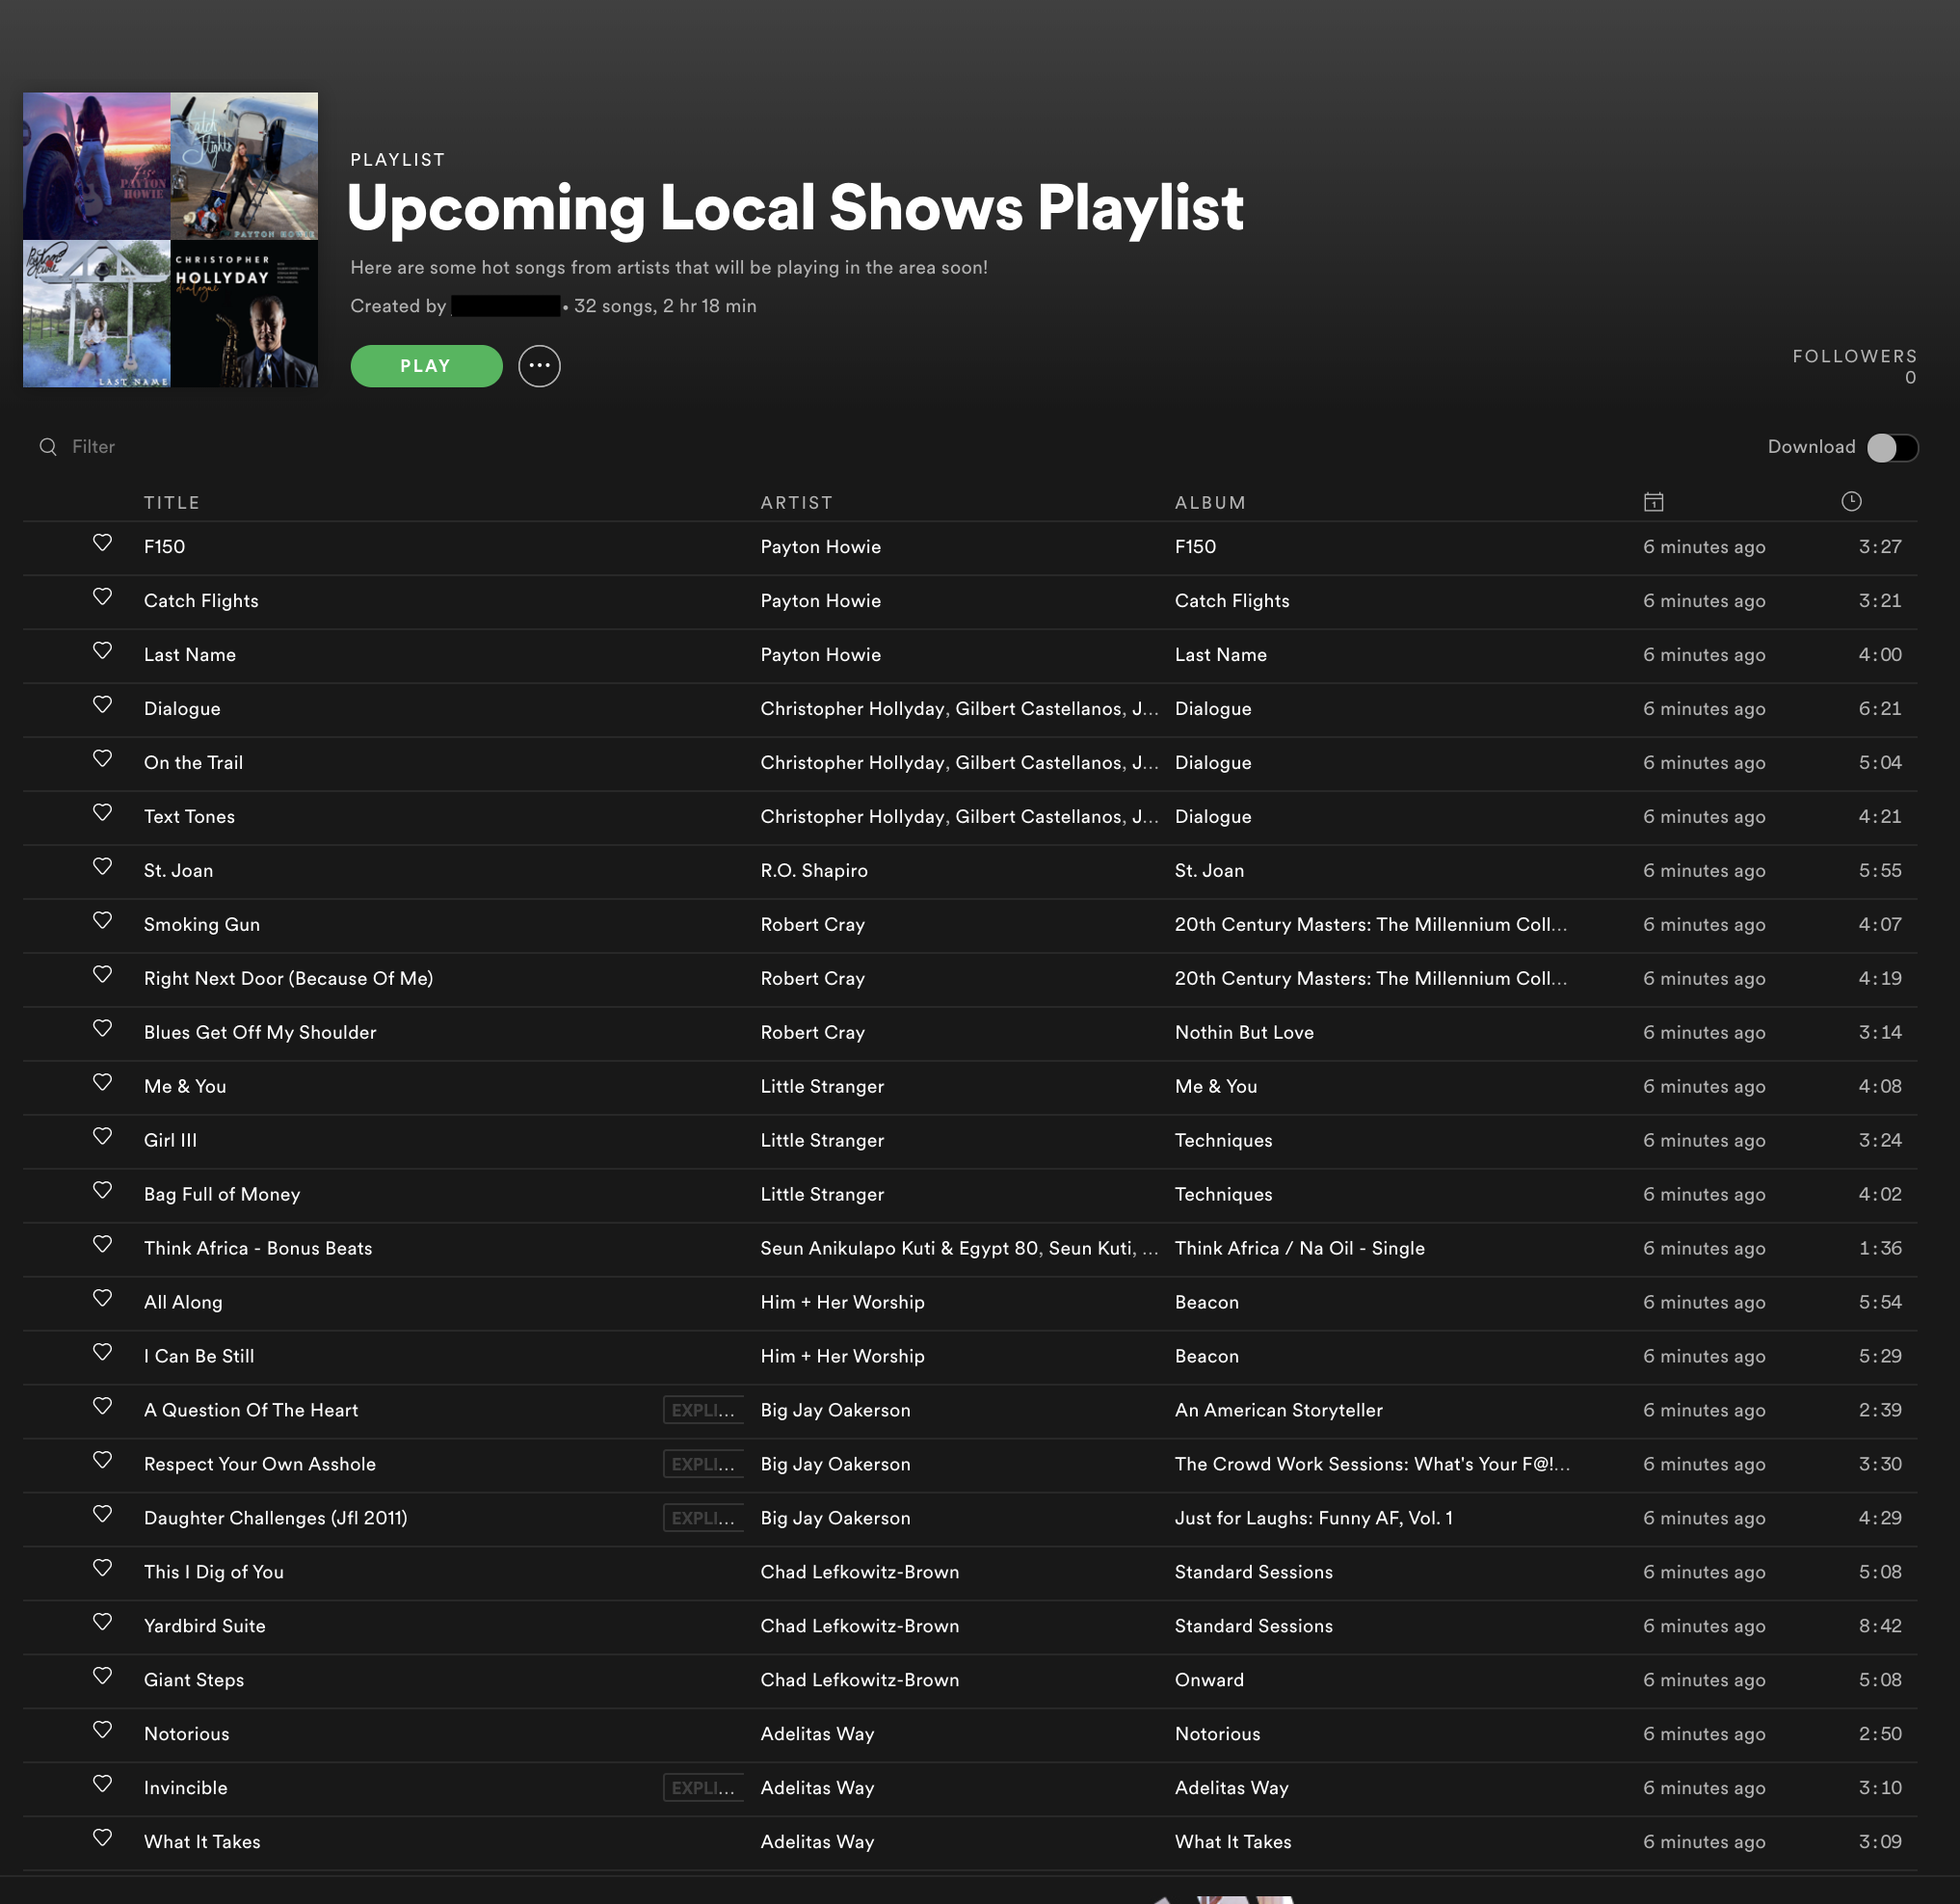 PAYTON
HOWIE
Catch
Flights
PAYTON HOWIE
LAST NAME
CHRISTOPHER
HOLLYDAY
dialogue
PLAYLIST
Upcoming Local Shows Playlist
Here are some hot songs from artists that will be playing in the area soon!
Created by • 32 songs, 2 hr 18 min
PLAY
FOLLOWERS
0
Filter
Download
TITLE ARTIST ALBUM
F150 Payton Howie F150 6 minutes ago 3:27
Catch Flights Payton Howie Catch Flights 6 minutes ago 3:21
Last Name Payton Howie Last Name 6 minutes ago 4:00
Dialogue Christopher Hollyday, Gilbert Castellanos, J... Dialogue 6 minutes ago 6:21
On the Trail Christopher Hollyday, Gilbert Castellanos, J... Dialogue 6 minutes ago 5:04
Text Tones Christopher Hollyday, Gilbert Castellanos, J... Dialogue 6 minutes ago 4:21
St. Joan R.O. Shapiro St. Joan 6 minutes ago 5:55
Smoking Gun Robert Cray 20th Century Masters: The Millennium Coll... 6 minutes ago 4:07
Right Next Door (Because Of Me) Robert Cray 20th Century Masters: The Millennium Coll... 6 minutes ago 4:19
Blues Get Off My Shoulder Robert Cray Nothin But Love 6 minutes ago 3:14
Me & You Little Stranger Me & You 6 minutes ago 4:08
Girl III Little Stranger Techniques 6 minutes ago 3:24
Bag Full of Money Little Stranger Techniques 6 minutes ago 4:02
Think Africa - Bonus Beats Seun Anikulapo Kuti & Egypt 80, Seun Kuti, ... Think Africa / Na Oil - Single 6 minutes ago 1:36
All Along Him + Her Worship Beacon 6 minutes ago 5:54
I Can Be Still Him + Her Worship Beacon 6 minutes ago 5:29
A Question Of The Heart EXPLI... Big Jay Oakerson An American Storyteller 6 minutes ago 2:39
Respect Your Own Asshole EXPLI... Big Jay Oakerson The Crowd Work Sessions: What's Your F@!... 6 minutes ago 3:30
Daughter Challenges (Jfl 2011) EXPLI... Big Jay Oakerson Just for Laughs: Funny AF, Vol. 1 6 minutes ago 4:29
This I Dig of You Chad Lefkowitz-Brown Standard Sessions 6 minutes ago 5:08
Yardbird Suite Chad Lefkowitz-Brown Standard Sessions 6 minutes ago 8:42
Giant Steps Chad Lefkowitz-Brown Onward 6 minutes ago 5:08
Notorious Adelitas Way Notorious 6 minutes ago 2:50
Invincible EXPLI... Adelitas Way Adelitas Way 6 minutes ago 3:10
What It Takes Adelitas Way What It Takes 6 minutes ago 3:09